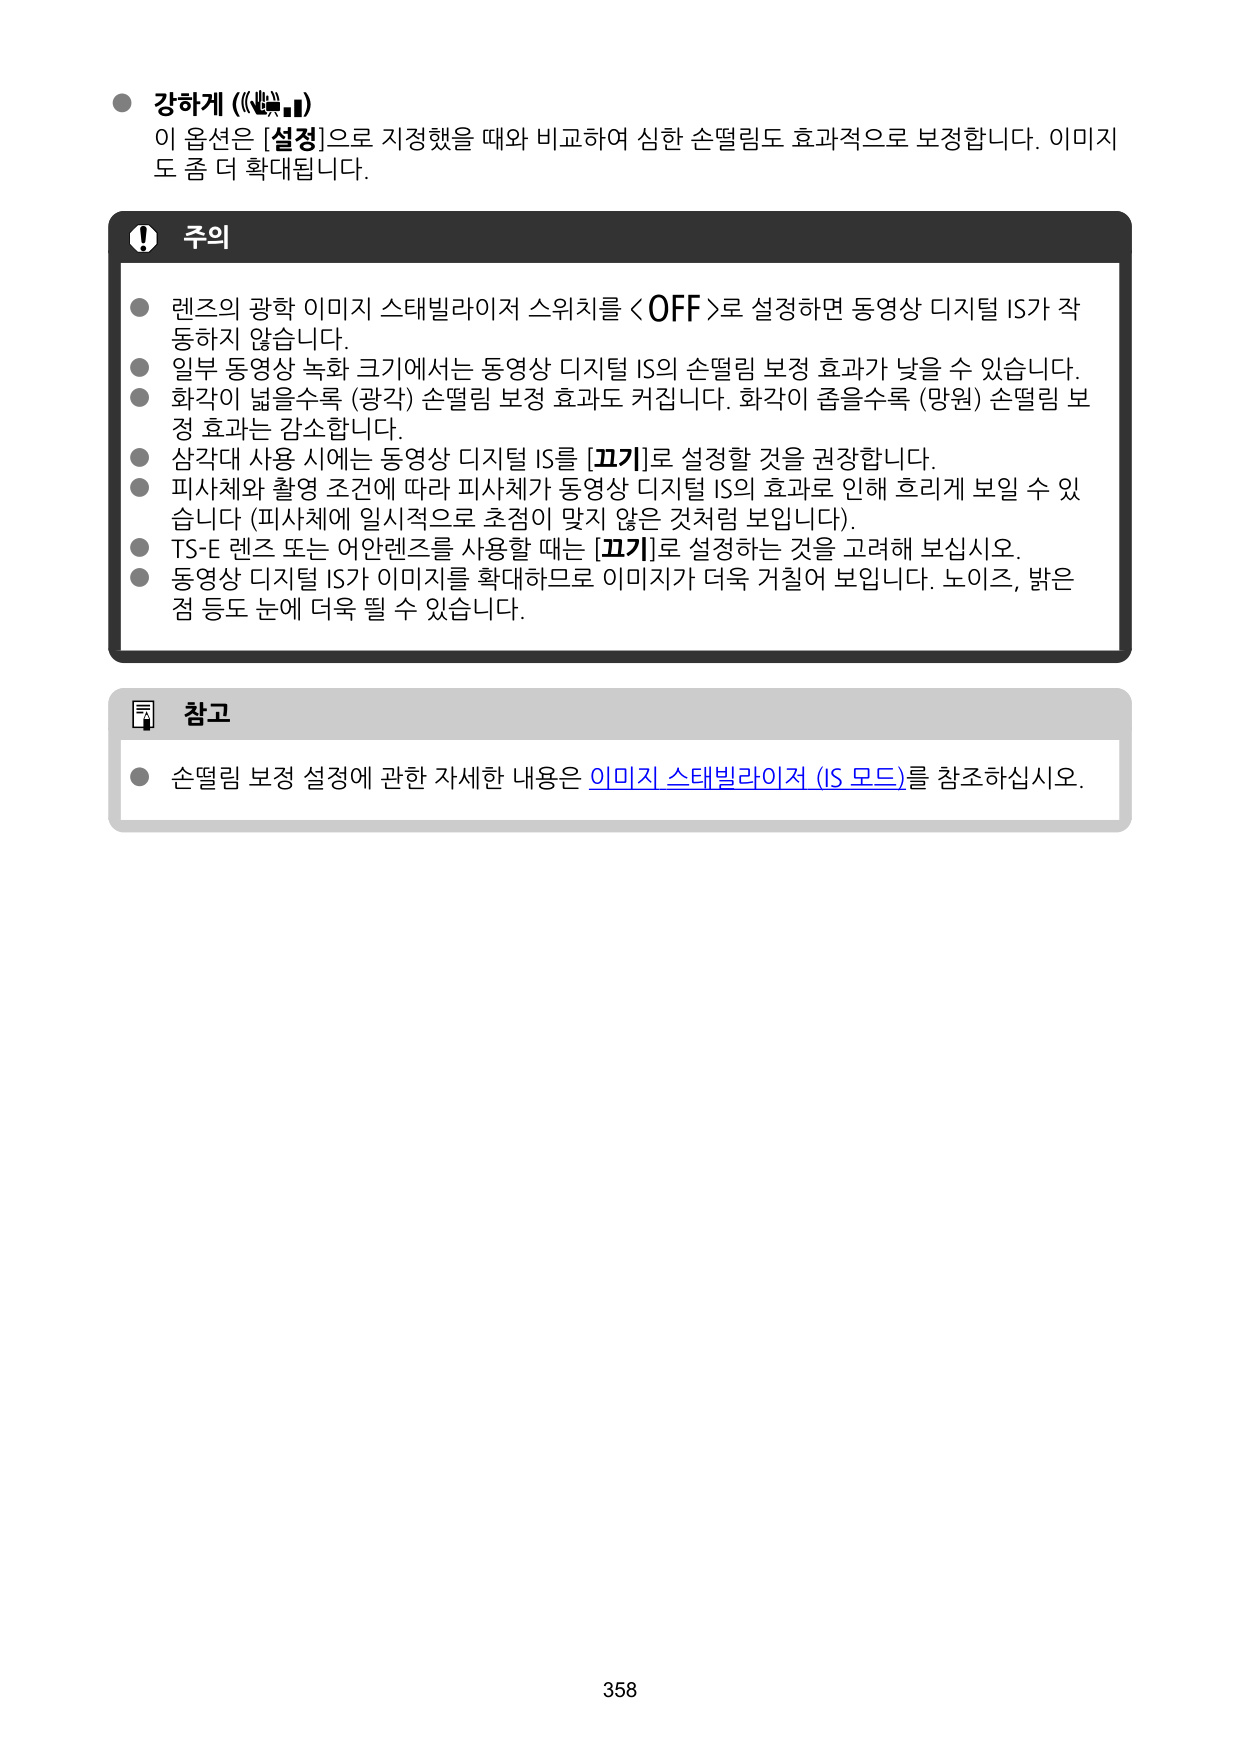 ● 강하게 ()
이 옵션은 [설정]으로 지정했을 때와 비교하여 심한 손떨림도 효과적으로 보정합니다. 이미지
도 좀 더 확대됩니다.
주의
● 렌즈의 광학 이미지 스태빌라이저 스위치를 <OFF>로 설정하면 동영상 디지털 IS가 작
동하지 않습니다.
● 일부 동영상 녹화 크기에서는 동영상 디지털 IS의 손떨림 보정 효과가 낮을 수 있습니다.
● 화각이 넓을수록 (광각) 손떨림 보정 효과도 커집니다. 화각이 좁을수록 (망원) 손떨림 보
정 효과는 감소합니다.
● 삼각대 사용 시에는 동영상 디지털 IS를 [끄기]로 설정할 것을 권장합니다.
● 피사체와 촬영 조건에 따라 피사체가 동영상 디지털 IS의 효과로 인해 흐리게 보일 수 있
습니다 (피사체에 일시적으로 초점이 맞지 않은 것처럼 보입니다).
● TS-E 렌즈 또는 어안렌즈를 사용할 때는 [끄기]로 설정하는 것을 고려해 보십시오.
● 동영상 디지털 IS가 이미지를 확대하므로 이미지가 더욱 거칠어 보입니다. 노이즈, 밝은
점 등도 눈에 더욱 띌 수 있습니다.
참고
● 손떨림 보정 설정에 관한 자세한 내용은 이미지 스태빌라이저 (IS 모드)를 참조하십시오.
358